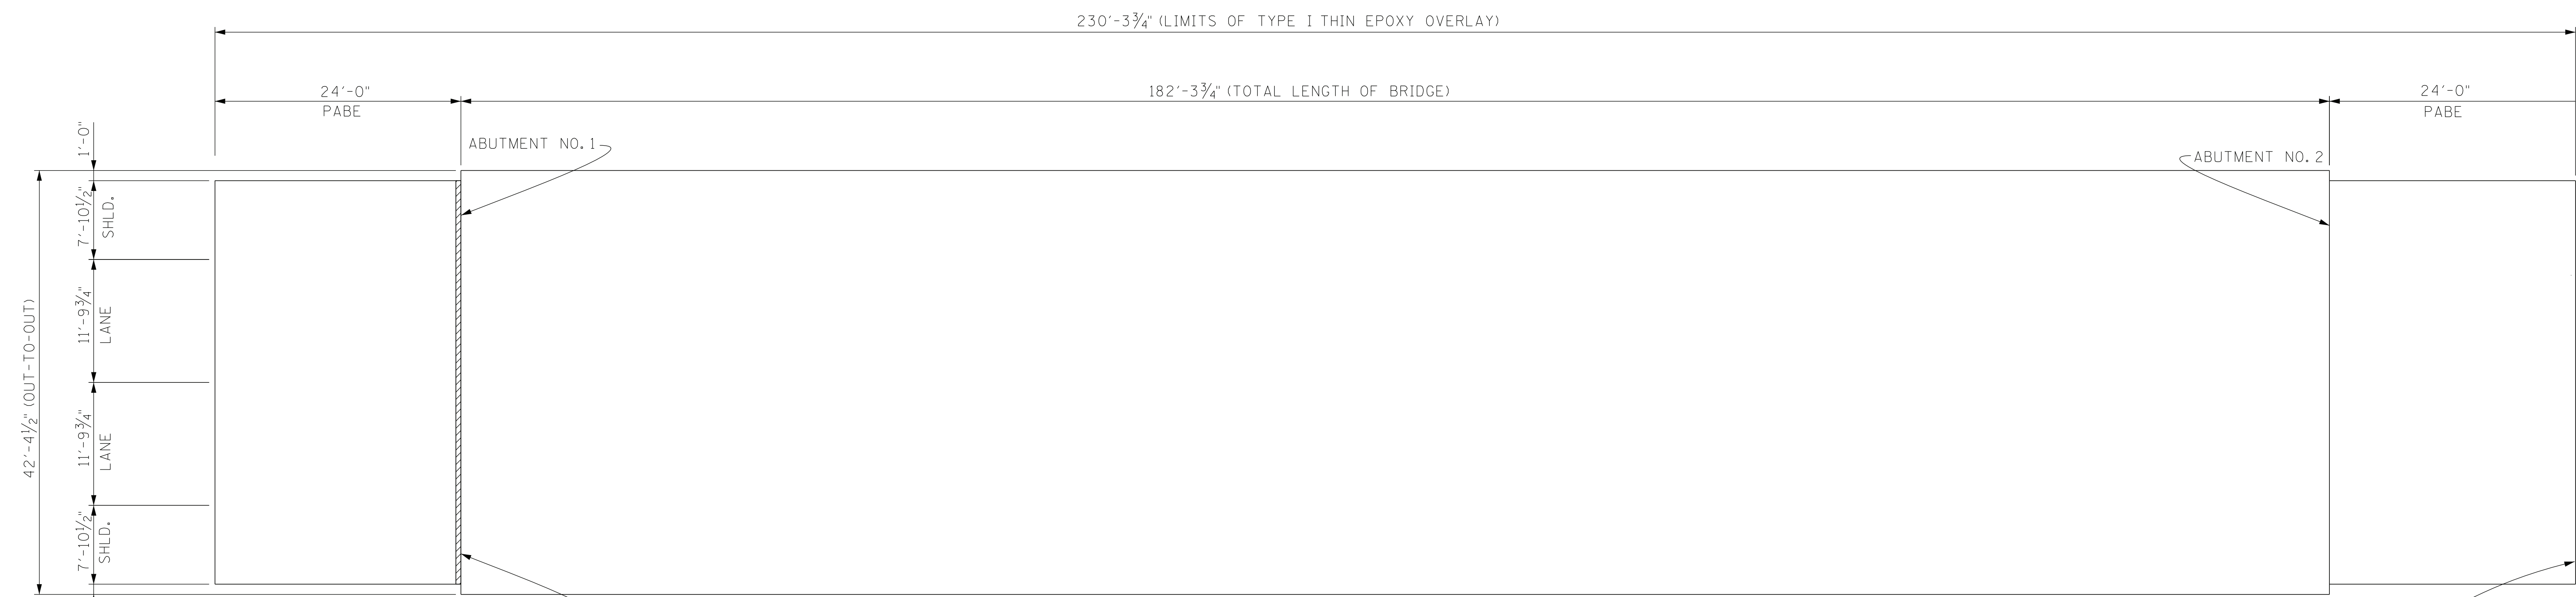 230'-3¾" (LIMITS OF TYPE I THIN EPOXY OVERLAY)
24'-0"
PABE
182'-3¾" (TOTAL LENGTH OF BRIDGE)
24'-0"
PABE
ABUTMENT NO. 1
ABUTMENT NO. 2
1'-0"
7'-10½"
SHLD.
11'-9¾"
LANE
42'-4½" (OUT-TO-OUT)
11'-9¾"
LANE
7'-10½"
SHLD.